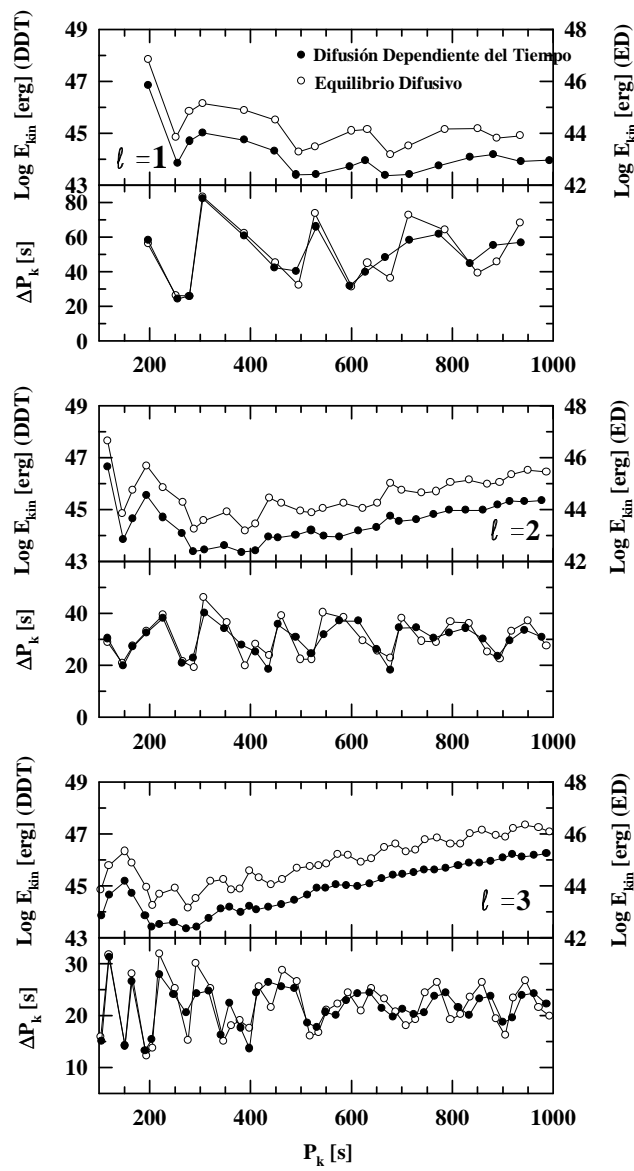 Log E_kin [erg] (DDT)
49
47
45
43
● Difusión Dependiente del Tiempo
○ Equilibrio Difusivo
ℓ =1
48
46
44
42
Log E_kin [erg] (ED)
ΔP_k [s]
80
60
40
20
0
200 400 600 800 1000
Log E_kin [erg] (DDT)
49
47
45
43
ℓ =2
48
46
44
42
Log E_kin [erg] (ED)
ΔP_k [s]
40
20
0
200 400 600 800 1000
Log E_kin [erg] (DDT)
49
47
45
43
ℓ =3
48
46
44
42
Log E_kin [erg] (ED)
ΔP_k [s]
30
20
10
200 400 600 800 1000
P_k [s]